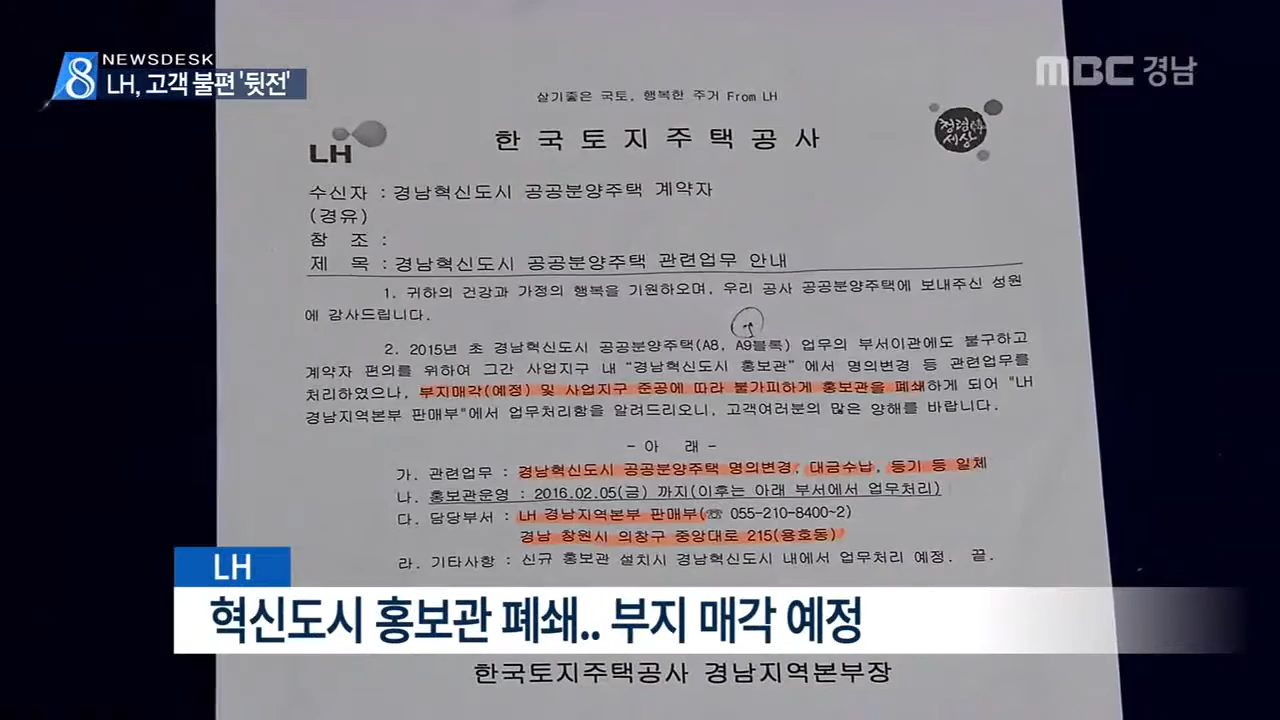 NEWSDESK
8 LH, 고객 불편 '뒷전'
MBC 경남
살기좋은 국토, 행복한 주거 From LH
LH
한국토지주택공사
청렴
세상
수신자 : 경남혁신도시 공공분양주택 계약자
(경유)
참 조 :
제 목 : 경남혁신도시 공공분양주택 관련업무 안내
1. 귀하의 건강과 가정의 행복을 기원하오며, 우리 공사 공공분양주택에 보내주신 성원
에 감사드립니다.
2. 2015년 초 경남혁신도시 공공분양주택(A8, A9블록) 업무의 부서이관에도 불구하고
계약자 편의를 위하여 그간 사업지구 내 "경남혁신도시 홍보관" 에서 명의변경 등 관련업무를
처리하였으나, 부지매각(예정) 및 사업지구 준공에 따라 불가피하게 홍보관을 폐쇄하게 되어 "LH
경남지역본부 판매부"에서 업무처리함을 알려드리오니, 고객여러분의 많은 양해를 바랍니다.
- 아 래 -
가. 관련업무 : 경남혁신도시 공공분양주택 명의변경, 대금수납, 등기 등 일체
나. 홍보관운영 : 2016.02.05(금) 까지(이후는 아래 부서에서 업무처리)
다. 담당부서 : LH 경남지역본부 판매부(☏ 055-210-8400~2)
경남 창원시 의창구 중앙대로 215(용호동)
라. 기타사항 : 신규 홍보관 설치시 경남혁신도시 내에서 업무처리 예정. 끝.
LH
혁신도시 홍보관 폐쇄.. 부지 매각 예정
한국토지주택공사 경남지역본부장